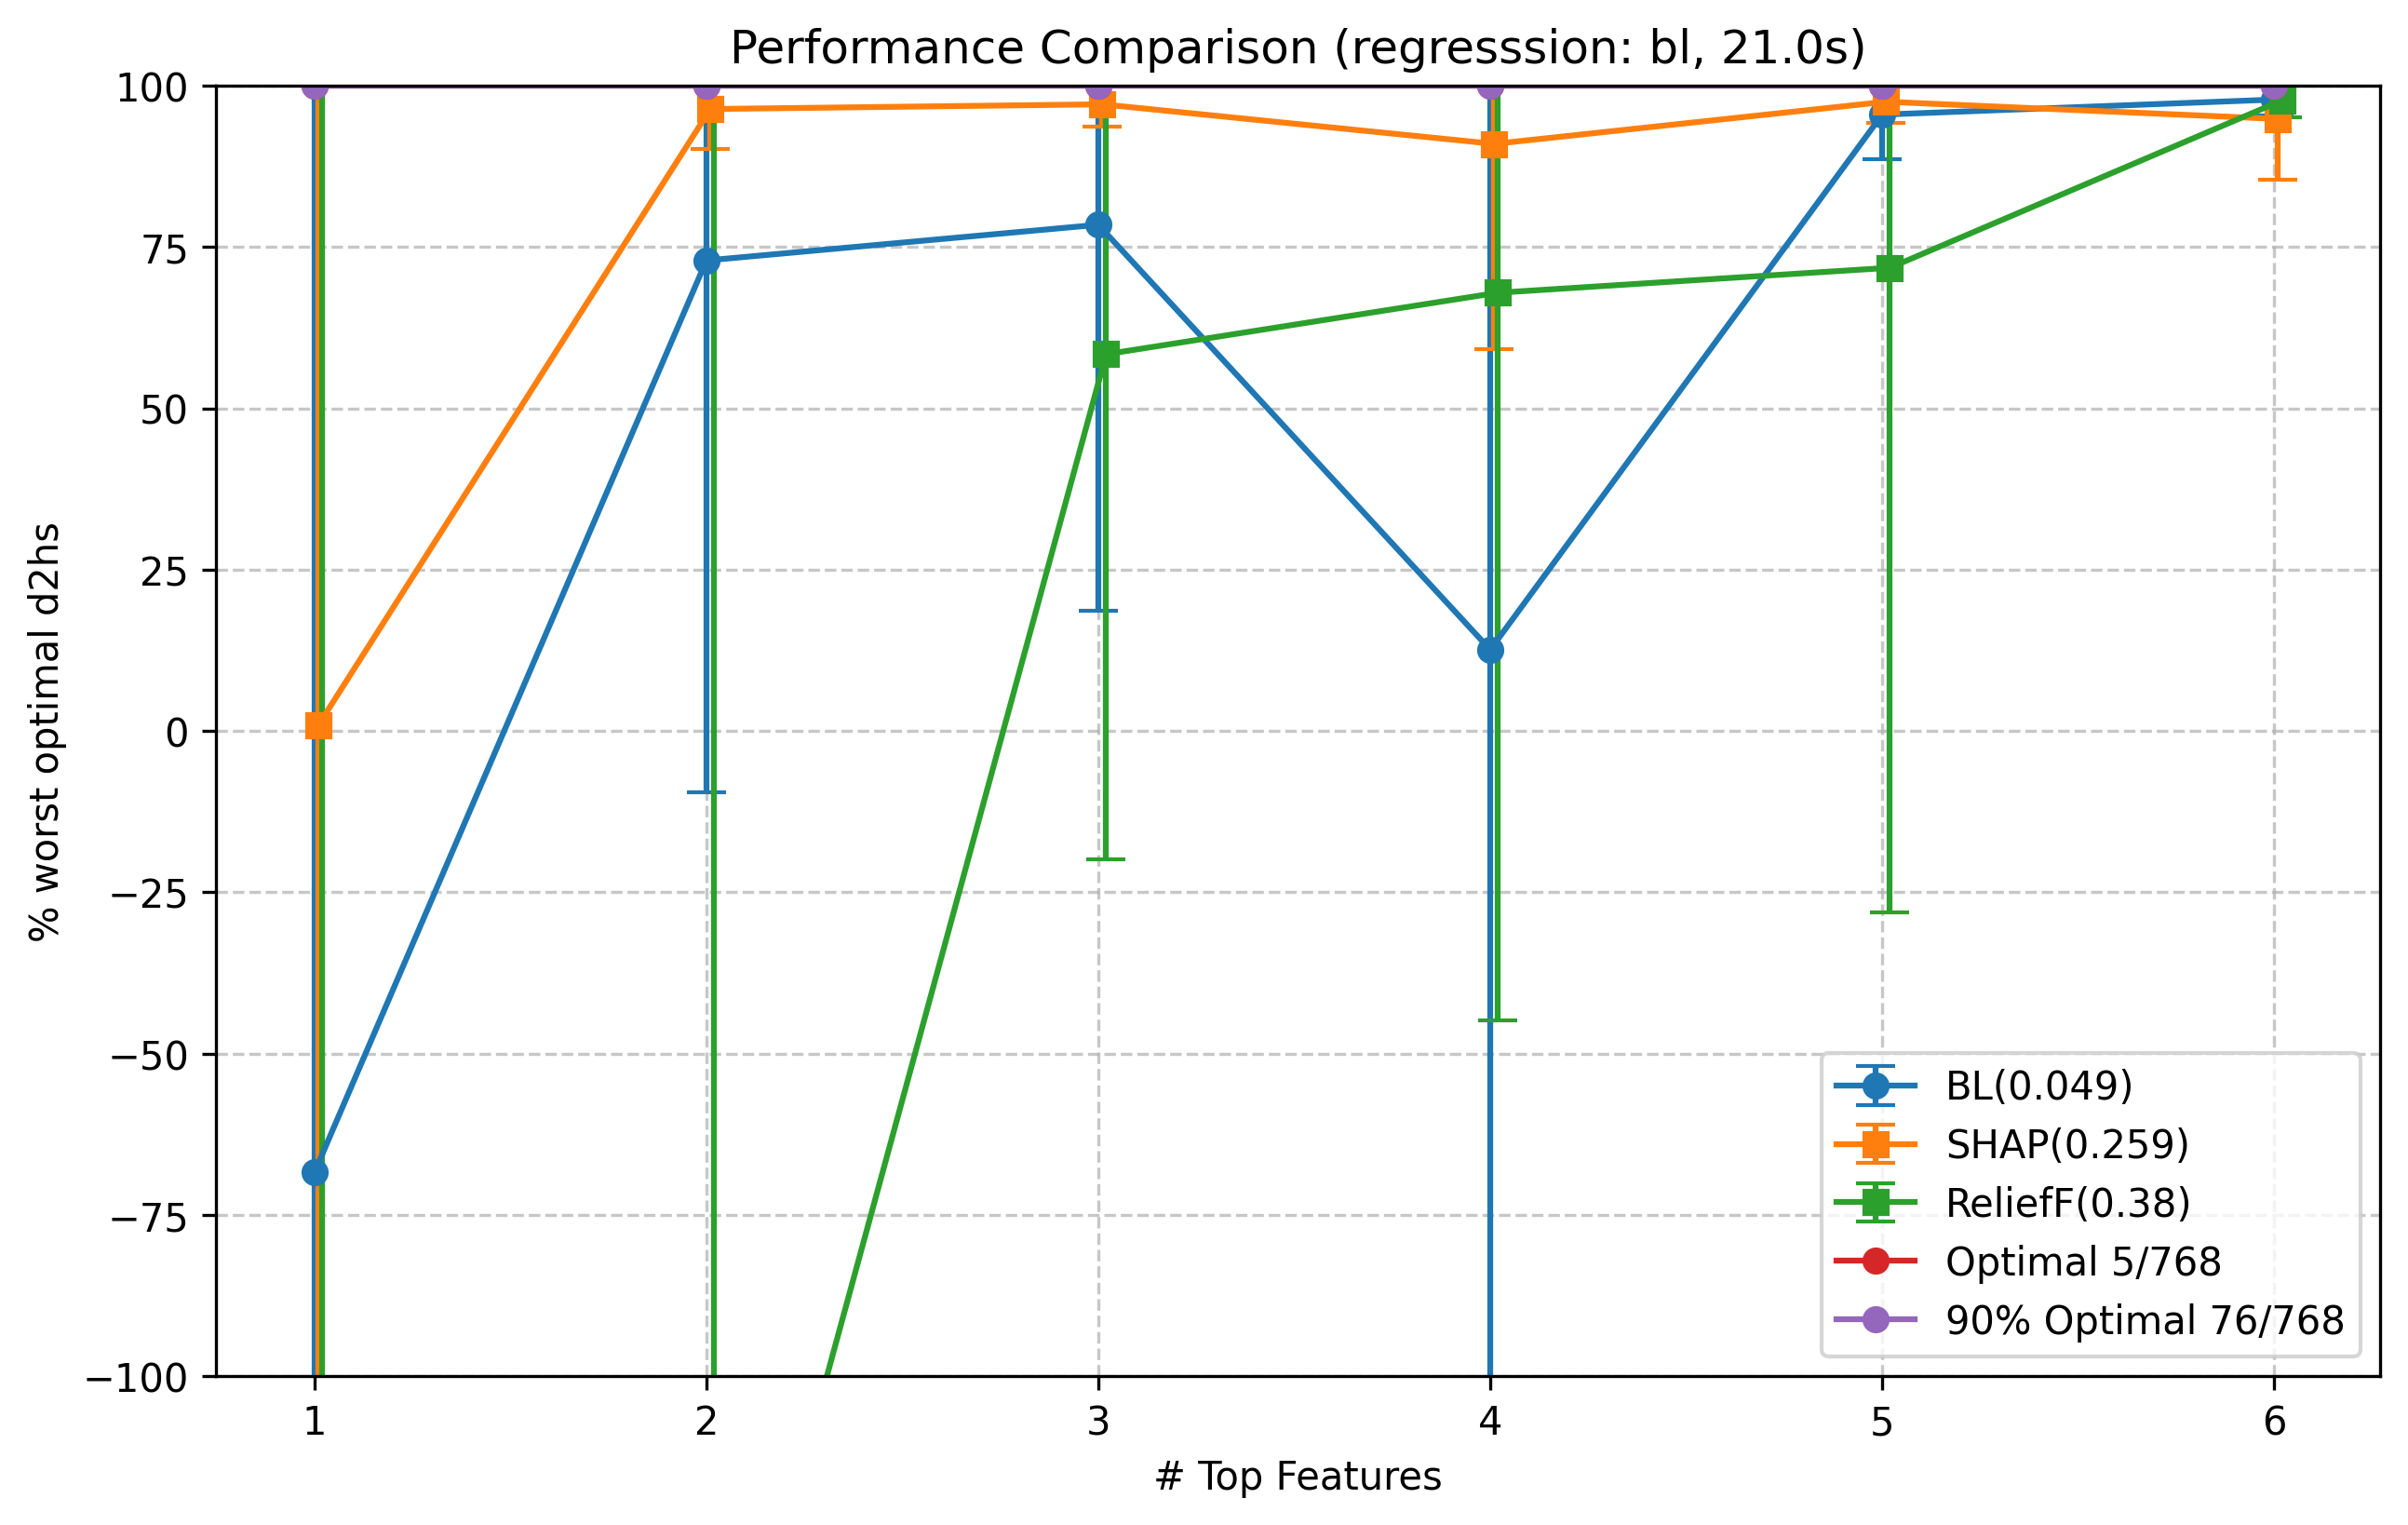 Performance Comparison (regresssion: bl, 21.0s)
% worst optimal d2hs
100
75
50
25
0
−25
−50
−75
−100
1 2 3 4 5 6
# Top Features
BL(0.049)
SHAP(0.259)
ReliefF(0.38)
Optimal 5/768
90% Optimal 76/768